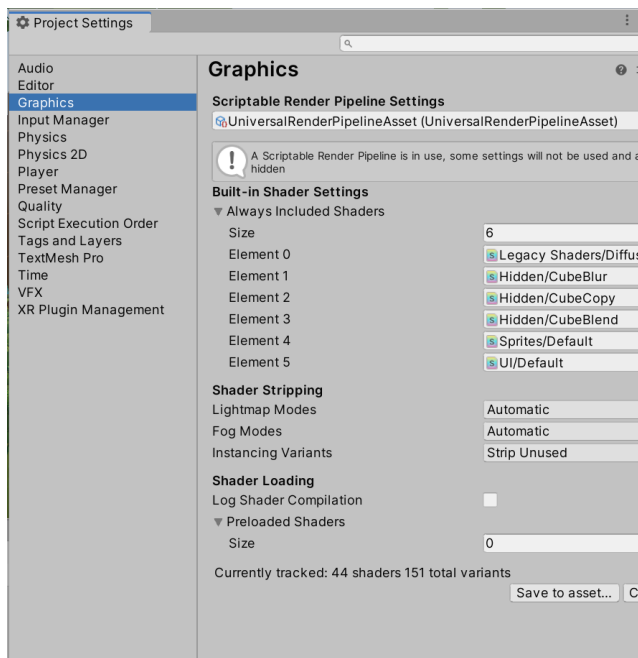 Project Settings
Audio
Editor
Graphics
Input Manager
Physics
Physics 2D
Player
Preset Manager
Quality
Script Execution Order
Tags and Layers
TextMesh Pro
Time
VFX
XR Plugin Management
Graphics
Scriptable Render Pipeline Settings
UniversalRenderPipelineAsset (UniversalRenderPipelineAsset)
A Scriptable Render Pipeline is in use, some settings will not be used and a
hidden
Built-in Shader Settings
Always Included Shaders
Size 6
Element 0 Legacy Shaders/Diffus
Element 1 Hidden/CubeBlur
Element 2 Hidden/CubeCopy
Element 3 Hidden/CubeBlend
Element 4 Sprites/Default
Element 5 UI/Default
Shader Stripping
Lightmap Modes Automatic
Fog Modes Automatic
Instancing Variants Strip Unused
Shader Loading
Log Shader Compilation
Preloaded Shaders
Size 0
Currently tracked: 44 shaders 151 total variants
Save to asset... C